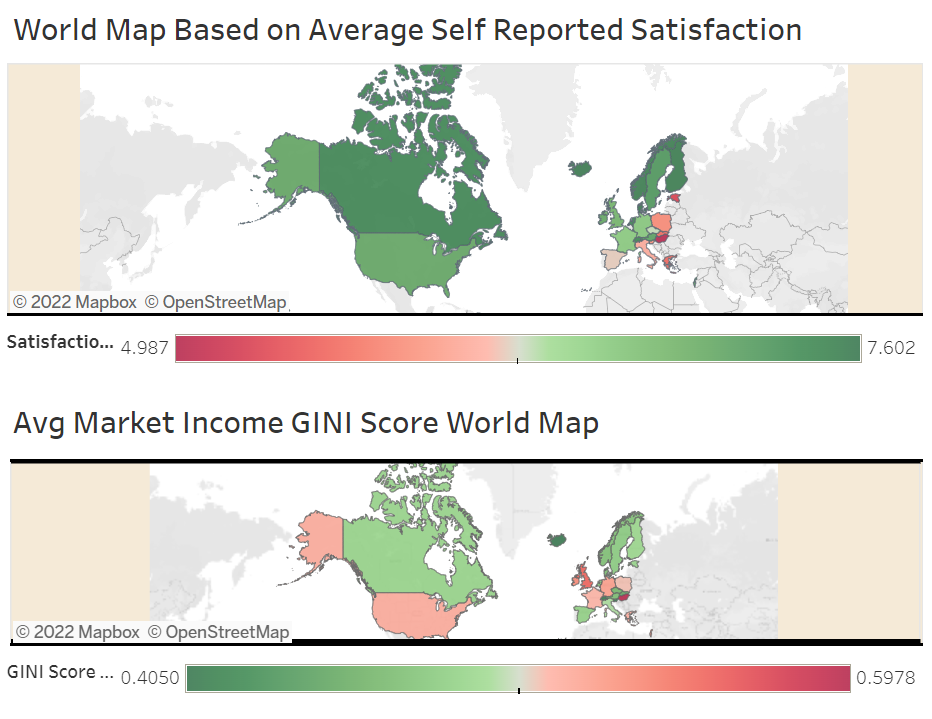 World Map Based on Average Self Reported Satisfaction
© 2022 Mapbox © OpenStreetMap
Satisfactio... 4.987 7.602
Avg Market Income GINI Score World Map
© 2022 Mapbox © OpenStreetMap
GINI Score ... 0.4050 0.5978